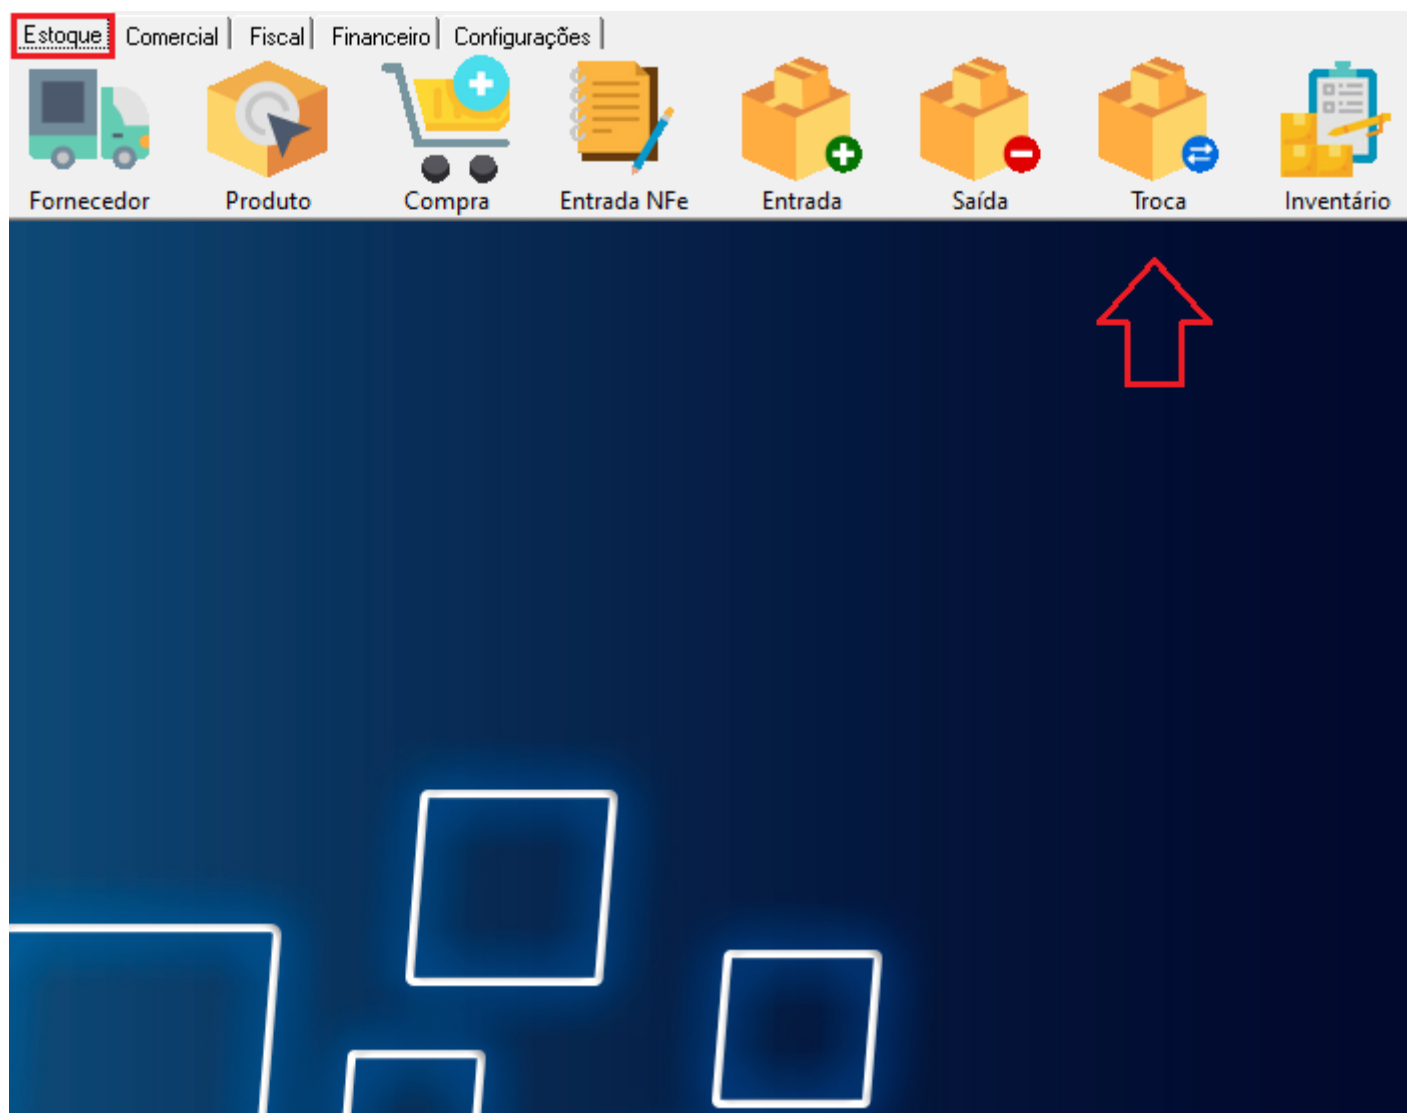 Estoque Comercial Fiscal Financeiro Configurações
Fornecedor Produto Compra Entrada NFe Entrada Saída Troca Inventário